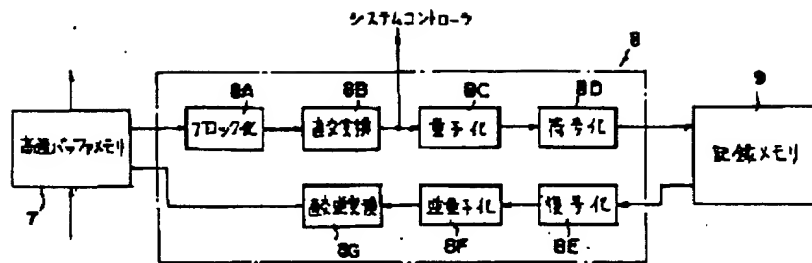 システムコントローラ
8
8A
8B
8C
8D
9
高速バッファメモリ
ブロック化
直交変換
量子化
符号化
記録メモリ
7
直交逆変換
逆量子化
復号化
8G
8F
8E